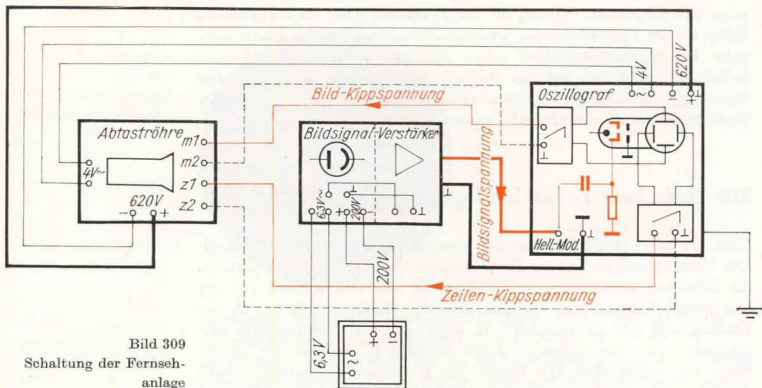 4V
~
−
620V
+
⊥
Oszillograf
Bild-Kippspannung
Abtaströhre
m1
m2
z1
z2
4V~
620V
− +
Bildsignal-Verstärker
6,3V~
+ 200V −
⊥
⊥
Bildsignalspannung
⊥
Hell-Mod.
⊥
⊥
Zeilen-Kippspannung
200V
6,3V
~
+ −
Bild 309
Schaltung der Fernseh-
anlage